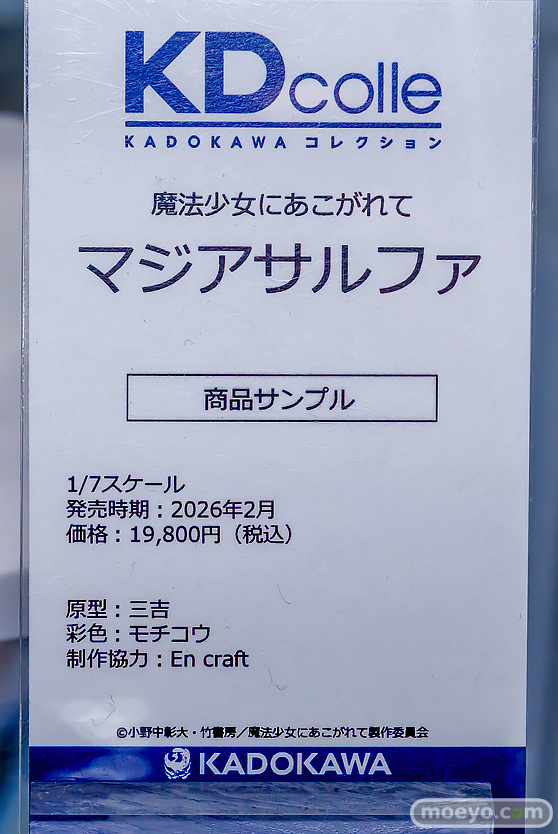 KDcolle
KADOKAWA コレクション
魔法少女にあこがれて
マジアサルファ
商品サンプル
1/7スケール
発売時期：2026年2月
価格：19,800円（税込）
原型：三吉
彩色：モチコウ
制作協力：En craft
©小野中彰大・竹書房／魔法少女にあこがれて製作委員会
KADOKAWA
moeyo.com